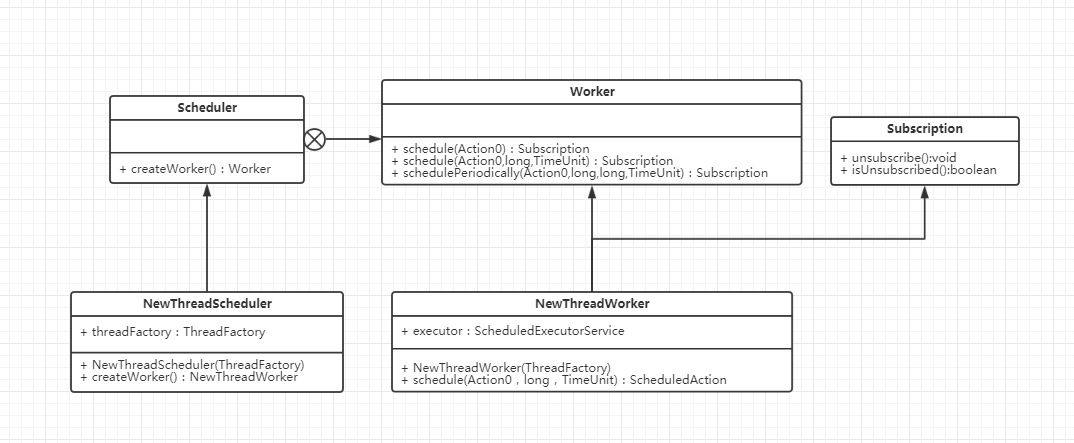 Scheduler
+ createWorker() : Worker
Worker
+ schedule(Action0) : Subscription
+ schedule(Action0,long,TimeUnit) : Subscription
+ schedulePeriodically(Action0,long,long,TimeUnit) : Subscription
Subscription
+ unsubscribe():void
+ isUnsubscribed():boolean
NewThreadScheduler
+ threadFactory : ThreadFactory
+ NewThreadScheduler(ThreadFactory)
+ createWorker() : NewThreadWorker
NewThreadWorker
+ executor : ScheduledExecutorService
+ NewThreadWorker(ThreadFactory)
+ schedule(Action0 , long , TimeUnit) : ScheduledAction